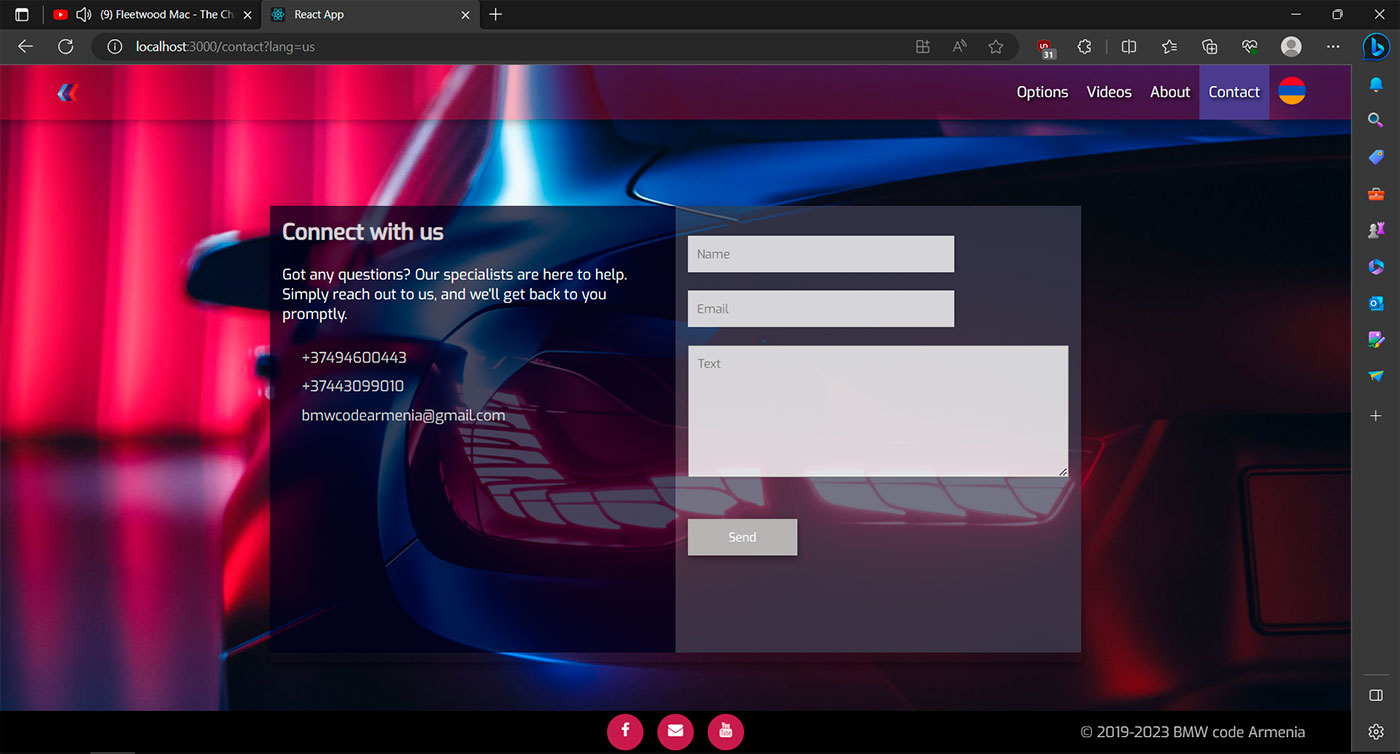 (9) Fleetwood Mac - The Ch
React App
localhost:3000/contact?lang=us
31
Options Videos About Contact
Connect with us
Got any questions? Our specialists are here to help.
Simply reach out to us, and we'll get back to you
promptly.
+37494600443
+37443099010
bmwcodearmenia@gmail.com
Name
Email
Text
Send
© 2019-2023 BMW code Armenia